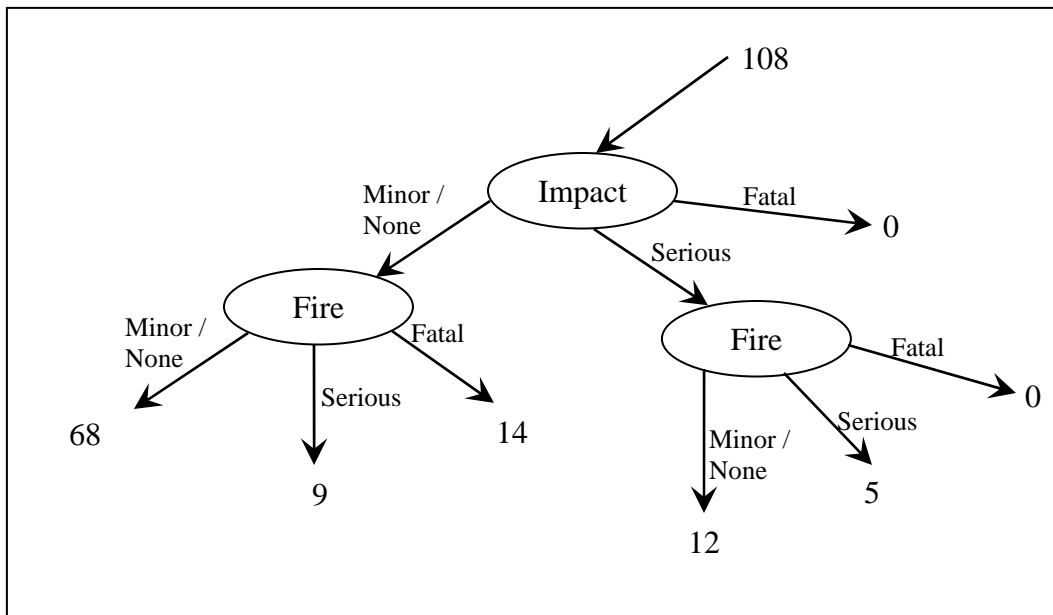 108
Impact
Minor /
None
Fatal
0
Serious
Fire
Minor /
None
Fatal
Serious
68
14
9
Fire
Fatal
0
Serious
Minor /
None
5
12